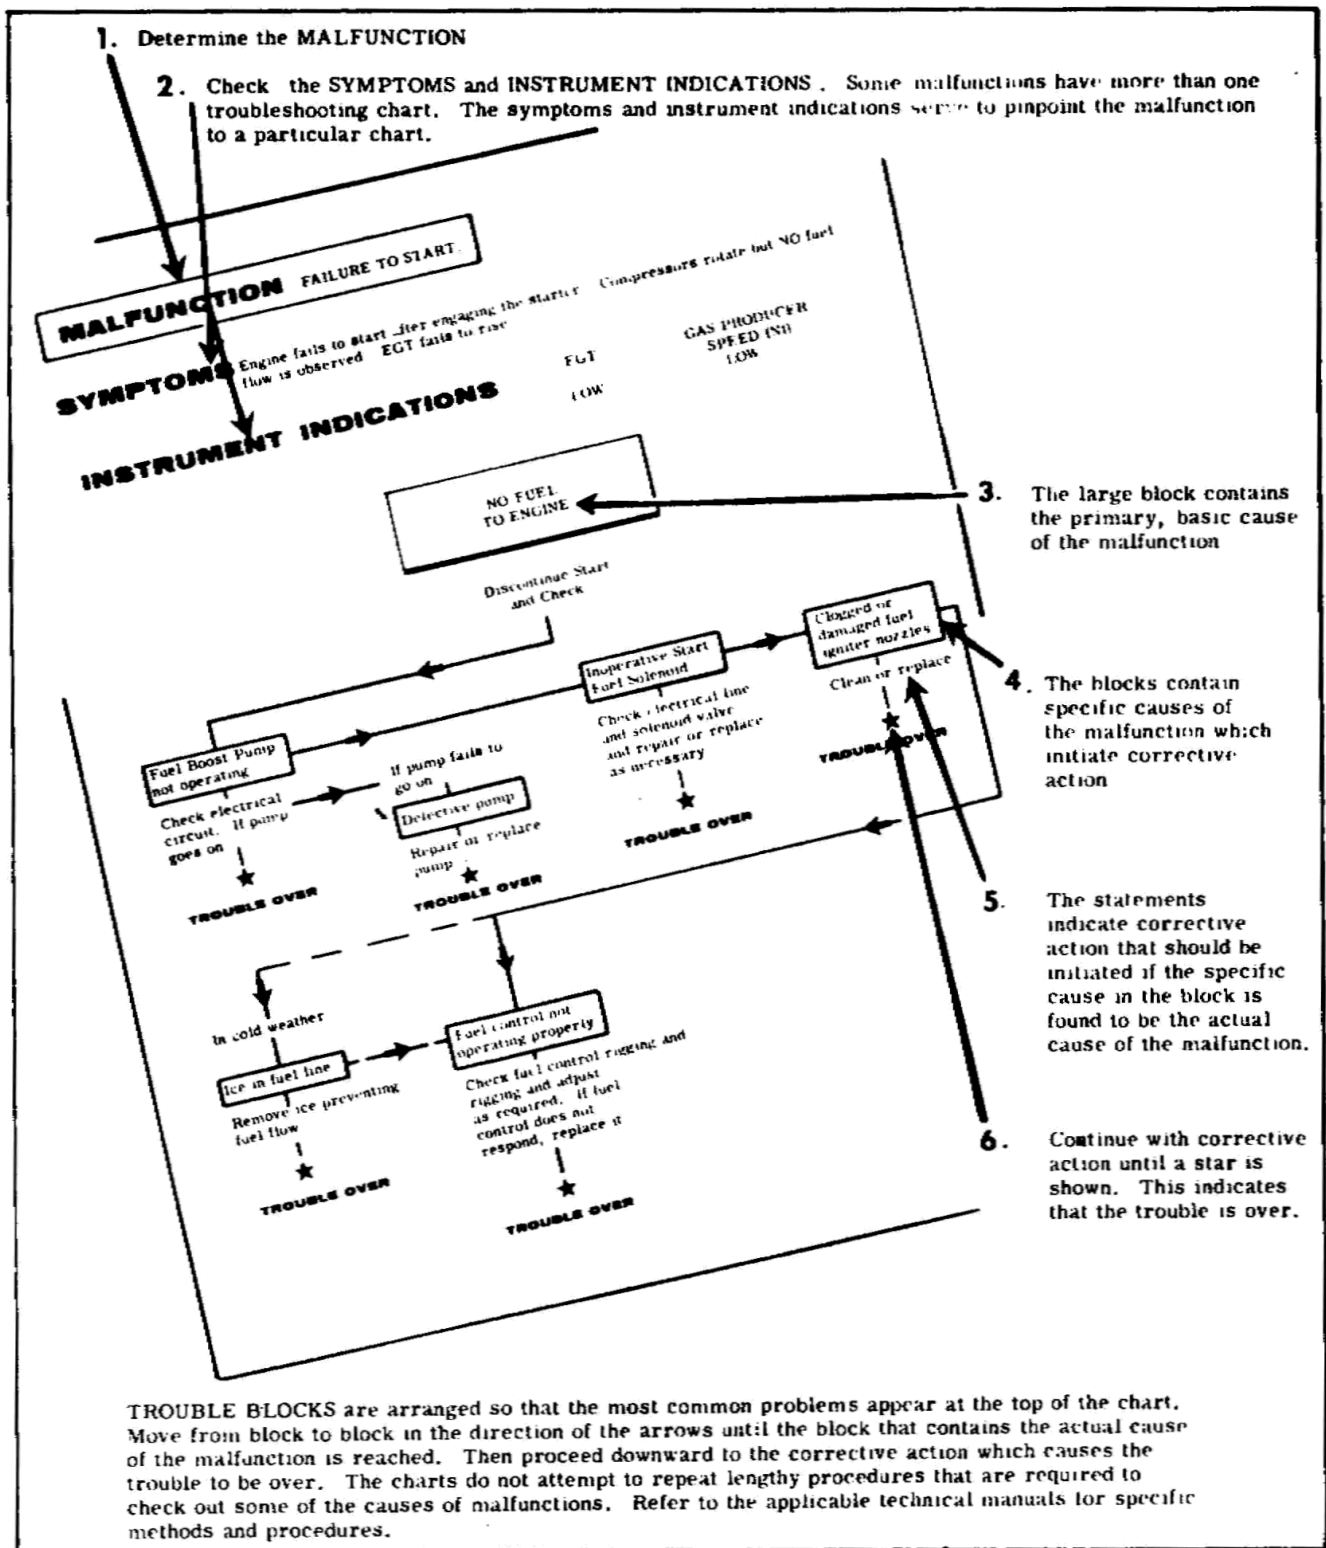 1. Determine the MALFUNCTION
2. Check the SYMPTOMS and INSTRUMENT INDICATIONS. Some malfunctions have more than one
troubleshooting chart. The symptoms and instrument indications serve to pinpoint the malfunction
to a particular chart.
MALFUNCTION FAILURE TO START.
SYMPTOMS Engine fails to start after engaging the starter Compressors rotate but NO fuel
flow is observed EGT fails to rise
INSTRUMENT INDICATIONS
EGT
LOW
GAS PRODUCER
SPEED (N1)
LOW
NO FUEL
TO ENGINE
3. The large block contains
the primary, basic cause
of the malfunction
Discontinue Start
and Check
Clogged or
damaged fuel
igniter nozzles
Clean or replace
TROUBLE OVER
4. The blocks contain
specific causes of
the malfunction which
initiate corrective
action
Inoperative Start
Fuel Solenoid
Check electrical line
and solenoid valve
and repair or replace
as necessary
TROUBLE OVER
Fuel Boost Pump
not operating
Check electrical
circuit. If pump
goes on
TROUBLE OVER
If pump fails to
go on
Defective pump
Repair or replace
pump
TROUBLE OVER
5. The statements
indicate corrective
action that should be
initiated if the specific
cause in the block is
found to be the actual
cause of the malfunction.
In cold weather
Ice in fuel line
Remove ice preventing
fuel flow
TROUBLE OVER
Fuel control not
operating properly
Check fuel control rigging and
rigging and adjust
as required. If fuel
control does not
respond, replace it
TROUBLE OVER
6. Continue with corrective
action until a star is
shown. This indicates
that the trouble is over.
TROUBLE BLOCKS are arranged so that the most common problems appear at the top of the chart.
Move from block to block in the direction of the arrows until the block that contains the actual cause
of the malfunction is reached. Then proceed downward to the corrective action which causes the
trouble to be over. The charts do not attempt to repeat lengthy procedures that are required to
check out some of the causes of malfunctions. Refer to the applicable technical manuals for specific
methods and procedures.